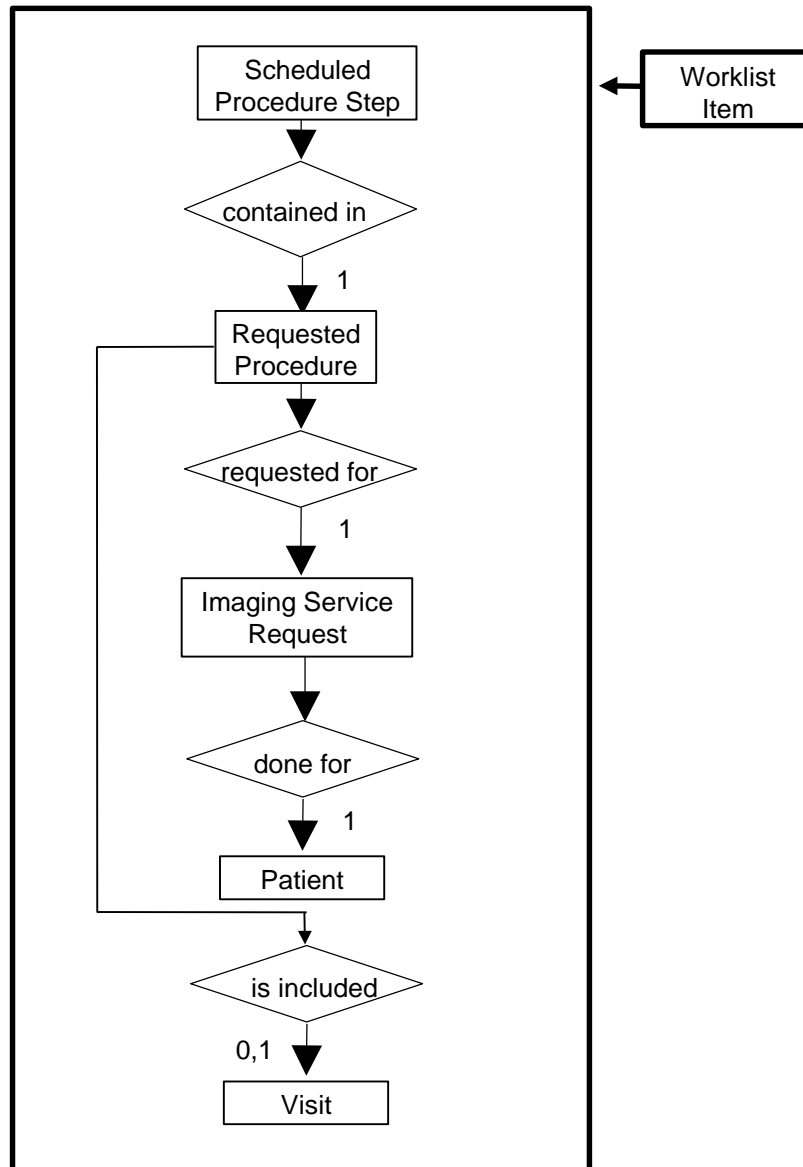 Scheduled
Procedure Step
Worklist
Item
contained in
1
Requested
Procedure
requested for
1
Imaging Service
Request
done for
1
Patient
is included
0,1
Visit